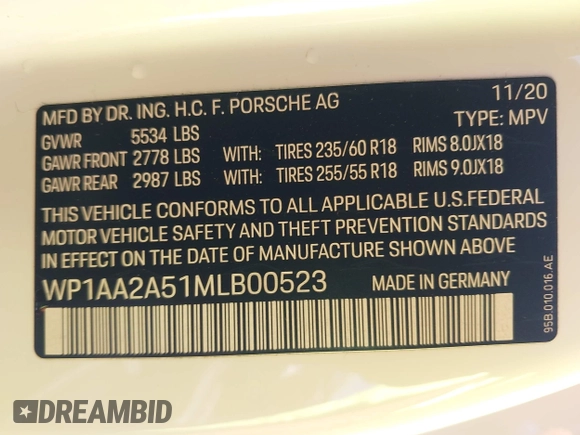 MFD BY DR. ING. H.C. F. PORSCHE AG 11/20
GVWR 5534 LBS TYPE: MPV
GAWR FRONT 2778 LBS WITH: TIRES 235/60 R18 RIMS 8.0JX18
GAWR REAR 2987 LBS WITH: TIRES 255/55 R18 RIMS 9.0JX18
THIS VEHICLE CONFORMS TO ALL APPLICABLE U.S.FEDERAL
MOTOR VEHICLE SAFETY AND THEFT PREVENTION STANDARDS
IN EFFECT ON THE DATE OF MANUFACTURE SHOWN ABOVE
WP1AA2A51MLB00523 MADE IN GERMANY
95B.010.016.AE
DREAMBID